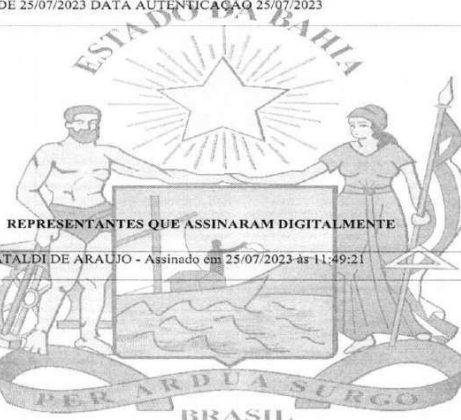 DE 25/07/2023 DATA AUTENTICAÇÃO 25/07/2023
ESTADO DA BAHIA
REPRESENTANTES QUE ASSINARAM DIGITALMENTE
ATALDI DE ARAUJO - Assinado em 25/07/2023 às 11:49:21
PER ARDUA SURGO
BRASIL